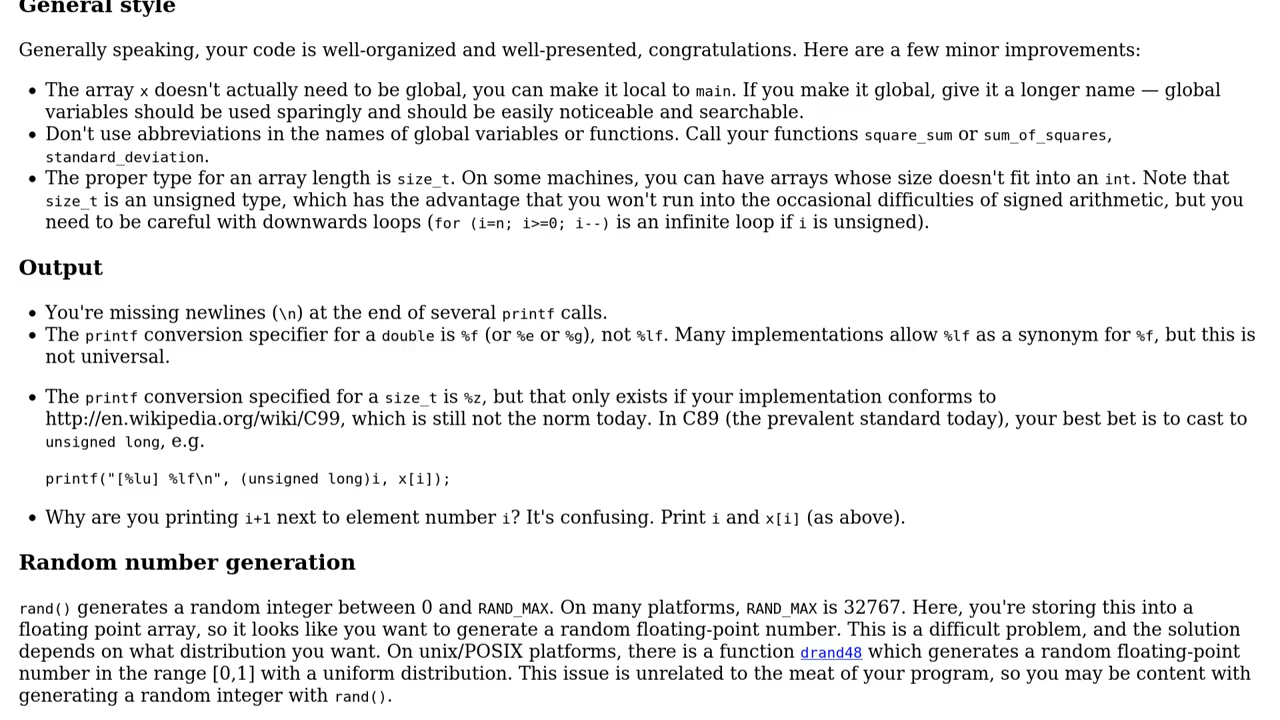 General style
Generally speaking, your code is well-organized and well-presented, congratulations. Here are a few minor improvements:
• The array x doesn't actually need to be global, you can make it local to main. If you make it global, give it a longer name — global
variables should be used sparingly and should be easily noticeable and searchable.
• Don't use abbreviations in the names of global variables or functions. Call your functions square_sum or sum_of_squares,
standard_deviation.
• The proper type for an array length is size_t. On some machines, you can have arrays whose size doesn't fit into an int. Note that
size_t is an unsigned type, which has the advantage that you won't run into the occasional difficulties of signed arithmetic, but you
need to be careful with downwards loops (for (i=n; i>=0; i--) is an infinite loop if i is unsigned).
Output
• You're missing newlines (\n) at the end of several printf calls.
• The printf conversion specifier for a double is %f (or %e or %g), not %lf. Many implementations allow %lf as a synonym for %f, but this is
not universal.
• The printf conversion specified for a size_t is %z, but that only exists if your implementation conforms to
http://en.wikipedia.org/wiki/C99, which is still not the norm today. In C89 (the prevalent standard today), your best bet is to cast to
unsigned long, e.g.
printf("[%lu] %lf\n", (unsigned long)i, x[i]);
• Why are you printing i+1 next to element number i? It's confusing. Print i and x[i] (as above).
Random number generation
rand() generates a random integer between 0 and RAND_MAX. On many platforms, RAND_MAX is 32767. Here, you're storing this into a
floating point array, so it looks like you want to generate a random floating-point number. This is a difficult problem, and the solution
depends on what distribution you want. On unix/POSIX platforms, there is a function drand48 which generates a random floating-point
number in the range [0,1] with a uniform distribution. This issue is unrelated to the meat of your program, so you may be content with
generating a random integer with rand().